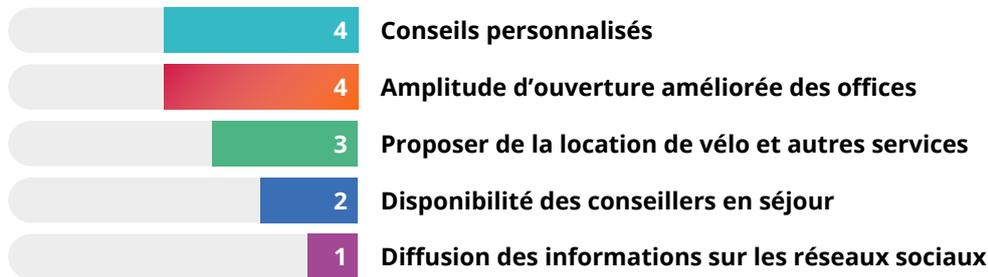 4 Conseils personnalisés
4 Amplitude d’ouverture améliorée des offices
3 Proposer de la location de vélo et autres services
2 Disponibilité des conseillers en séjour
1 Diffusion des informations sur les réseaux sociaux